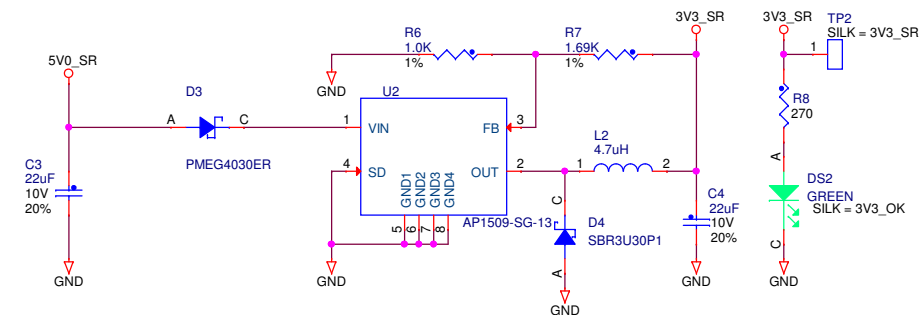 5V0_SR
D3
A
C
PMEG4030ER
C3
22uF
10V
20%
GND
R6
1.0K
1%
GND
R7
1.69K
1%
3V3_SR
U2
1
VIN
FB
3
4
SD
OUT
2
GND1
GND2
GND3
GND4
5
6
7
8
AP1509-SG-13
L2
4.7uH
1
2
C
D4
SBR3U30P1
A
GND
C4
22uF
10V
20%
GND
3V3_SR
TP2
SILK = 3V3_SR
1
R8
270
A
DS2
GREEN
SILK = 3V3_OK
C
GND